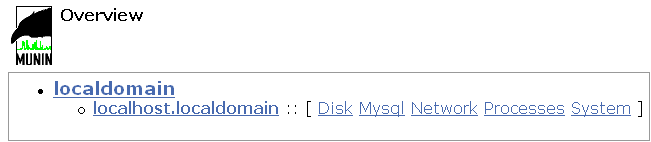 Overview
MUNIN
localdomain
localhost.localdomain :: [ Disk Mysql Network Processes System ]